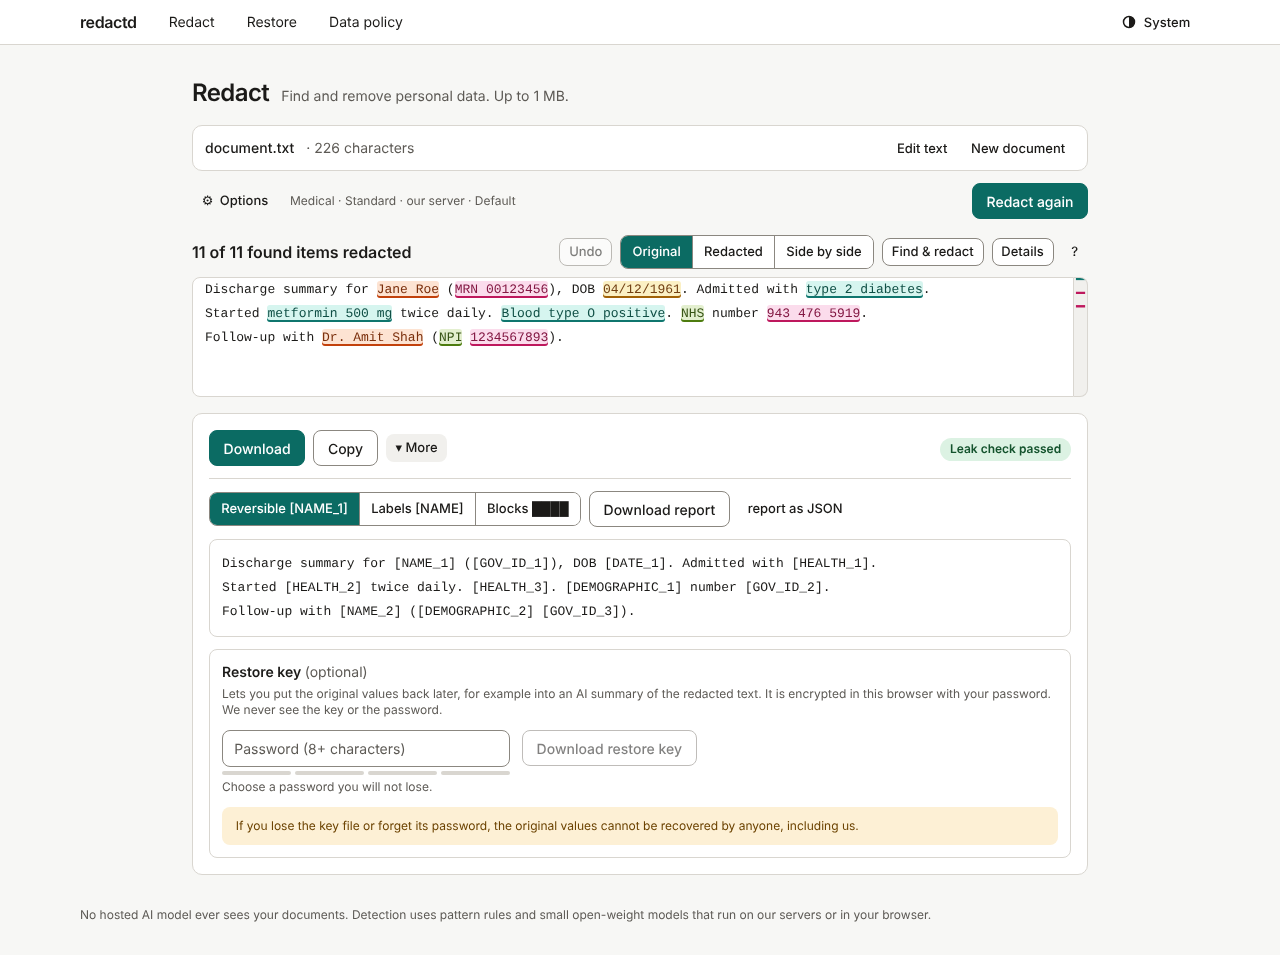 redactd Redact Restore Data policy System
Redact Find and remove personal data. Up to 1 MB.
document.txt · 226 characters Edit text New document
⚙ Options Medical · Standard · our server · Default Redact again
11 of 11 found items redacted Undo Original Redacted Side by side Find & redact Details ?
Discharge summary for Jane Roe (MRN 00123456), DOB 04/12/1961. Admitted with type 2 diabetes.
Started metformin 500 mg twice daily. Blood type O positive. NHS number 943 476 5919.
Follow-up with Dr. Amit Shah (NPI 1234567893).
Download Copy ▾ More Leak check passed
Reversible [NAME_1] Labels [NAME] Blocks ████ Download report report as JSON
Discharge summary for [NAME_1] ([GOV_ID_1]), DOB [DATE_1]. Admitted with [HEALTH_1].
Started [HEALTH_2] twice daily. [HEALTH_3]. [DEMOGRAPHIC_1] number [GOV_ID_2].
Follow-up with [NAME_2] ([DEMOGRAPHIC_2] [GOV_ID_3]).
Restore key (optional)
Lets you put the original values back later, for example into an AI summary of the redacted text. It is encrypted in this browser with your password.
We never see the key or the password.
Password (8+ characters) Download restore key
Choose a password you will not lose.
If you lose the key file or forget its password, the original values cannot be recovered by anyone, including us.
No hosted AI model ever sees your documents. Detection uses pattern rules and small open-weight models that run on our servers or in your browser.